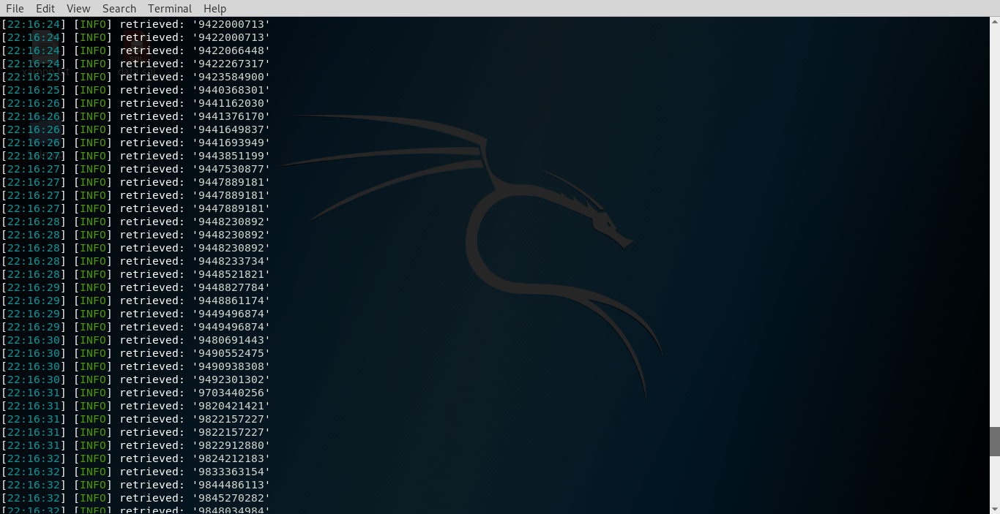 File Edit View Search Terminal Help
[22:16:24] [INFO] retrieved: '9422000713'
[22:16:24] [INFO] retrieved: '9422000713'
[22:16:24] [INFO] retrieved: '9422066448'
[22:16:24] [INFO] retrieved: '9422267317'
[22:16:25] [INFO] retrieved: '9423584900'
[22:16:25] [INFO] retrieved: '9440368301'
[22:16:26] [INFO] retrieved: '9441162030'
[22:16:26] [INFO] retrieved: '9441376170'
[22:16:26] [INFO] retrieved: '9441649837'
[22:16:26] [INFO] retrieved: '9441693949'
[22:16:27] [INFO] retrieved: '9443851199'
[22:16:27] [INFO] retrieved: '9447530877'
[22:16:27] [INFO] retrieved: '9447889181'
[22:16:27] [INFO] retrieved: '9447889181'
[22:16:27] [INFO] retrieved: '9447889181'
[22:16:28] [INFO] retrieved: '9448230892'
[22:16:28] [INFO] retrieved: '9448230892'
[22:16:28] [INFO] retrieved: '9448230892'
[22:16:28] [INFO] retrieved: '9448233734'
[22:16:28] [INFO] retrieved: '9448521821'
[22:16:29] [INFO] retrieved: '9448827784'
[22:16:29] [INFO] retrieved: '9448861174'
[22:16:29] [INFO] retrieved: '9449496874'
[22:16:29] [INFO] retrieved: '9449496874'
[22:16:30] [INFO] retrieved: '9480691443'
[22:16:30] [INFO] retrieved: '9490552475'
[22:16:30] [INFO] retrieved: '9490938308'
[22:16:30] [INFO] retrieved: '9492301302'
[22:16:31] [INFO] retrieved: '9703440256'
[22:16:31] [INFO] retrieved: '9820421421'
[22:16:31] [INFO] retrieved: '9822157227'
[22:16:31] [INFO] retrieved: '9822157227'
[22:16:31] [INFO] retrieved: '9822912880'
[22:16:32] [INFO] retrieved: '9824212183'
[22:16:32] [INFO] retrieved: '9833363154'
[22:16:32] [INFO] retrieved: '9844486113'
[22:16:32] [INFO] retrieved: '9845270282'
[22:16:32] [INFO] retrieved: '9848034984'